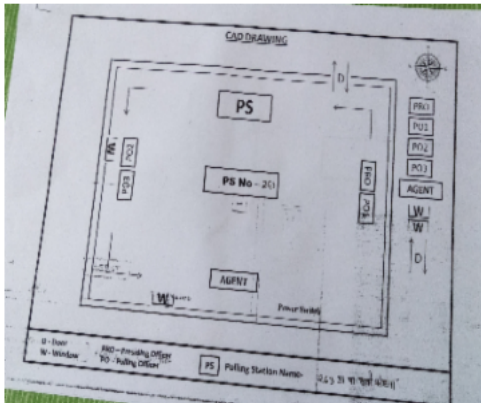 CAD DRAWING
D
PS
PRO
PO1
PO2
PO3
AGENT
W
W
D
W
PO2
PO3
PS No - 20
PRO
PO1
AGENT
W
Power Switch
D - Door
PRO - Presiding Officer
W - Window
PO - Polling Officer
PS
Polling Station Name-